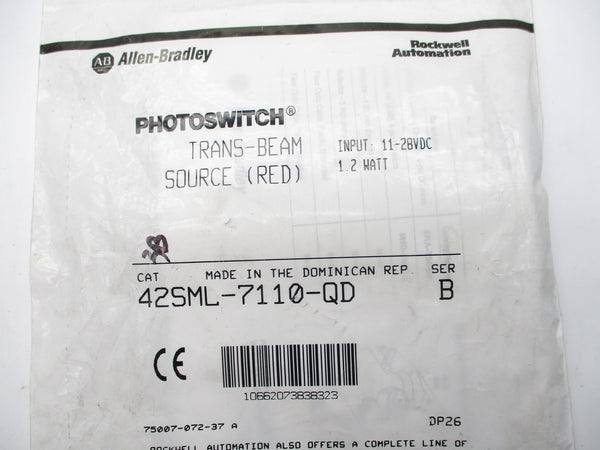 AB Allen-Bradley
Rockwell
Automation
PHOTOSWITCH®
TRANS-BEAM
SOURCE (RED)
INPUT: 11-28VDC
1.2 WATT
CAT MADE IN THE DOMINICAN REP. SER
42SML-7110-QD B
CE
10662073838323
75007-072-37 A DP26
ROCKWELL AUTOMATION ALSO OFFERS A COMPLETE LINE OF